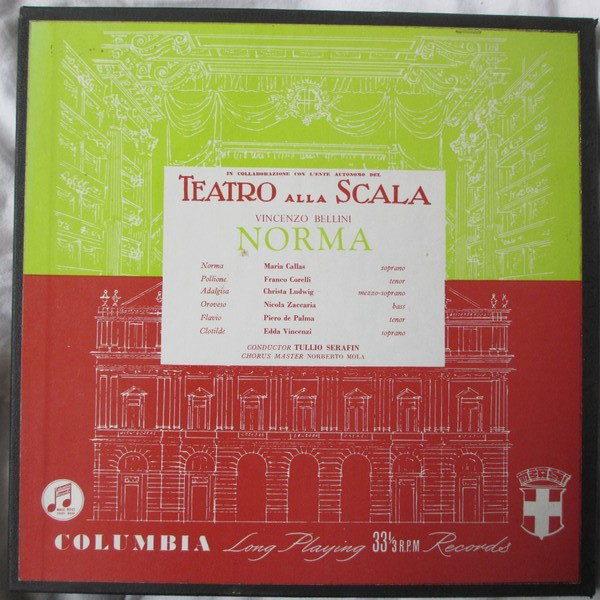 IN COLLABORAZIONE CON L'ENTE AUTONOMO DEL
TEATRO ALLA SCALA
VINCENZO BELLINI
NORMA
Norma Maria Callas soprano
Pollione Franco Corelli tenor
Adalgisa Christa Ludwig mezzo-soprano
Oroveso Nicola Zaccaria bass
Flavio Piero de Palma tenor
Clotilde Edda Vincenzi soprano
CONDUCTOR TULLIO SERAFIN
CHORUS MASTER NORBERTO MOLA
COLUMBIA Long Playing 33⅓ R.P.M Records